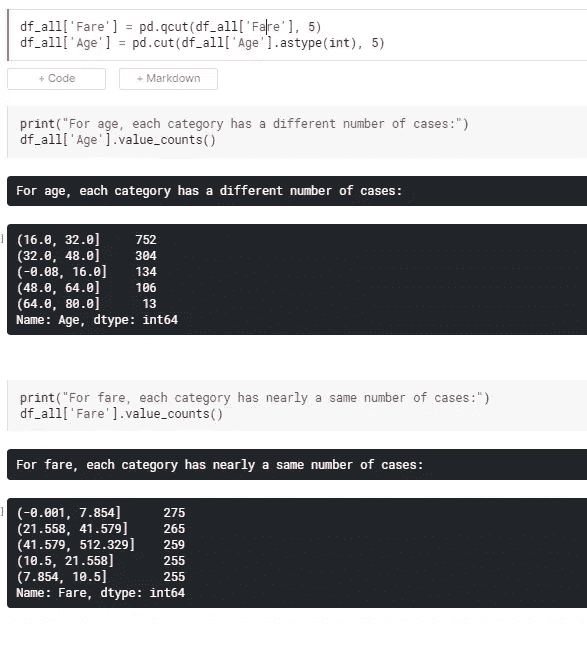 df_all['Fare'] = pd.qcut(df_all['Fare'], 5)
df_all['Age'] = pd.cut(df_all['Age'].astype(int), 5)
+ Code + Markdown
print("For age, each category has a different number of cases:")
df_all['Age'].value_counts()
For age, each category has a different number of cases:
]
(16.0, 32.0] 752
(32.0, 48.0] 304
(-0.08, 16.0] 134
(48.0, 64.0] 106
(64.0, 80.0] 13
Name: Age, dtype: int64
print("For fare, each category has nearly a same number of cases:")
df_all['Fare'].value_counts()
For fare, each category has nearly a same number of cases:
]
(-0.001, 7.854] 275
(21.558, 41.579] 265
(41.579, 512.329] 259
(10.5, 21.558] 255
(7.854, 10.5] 255
Name: Fare, dtype: int64